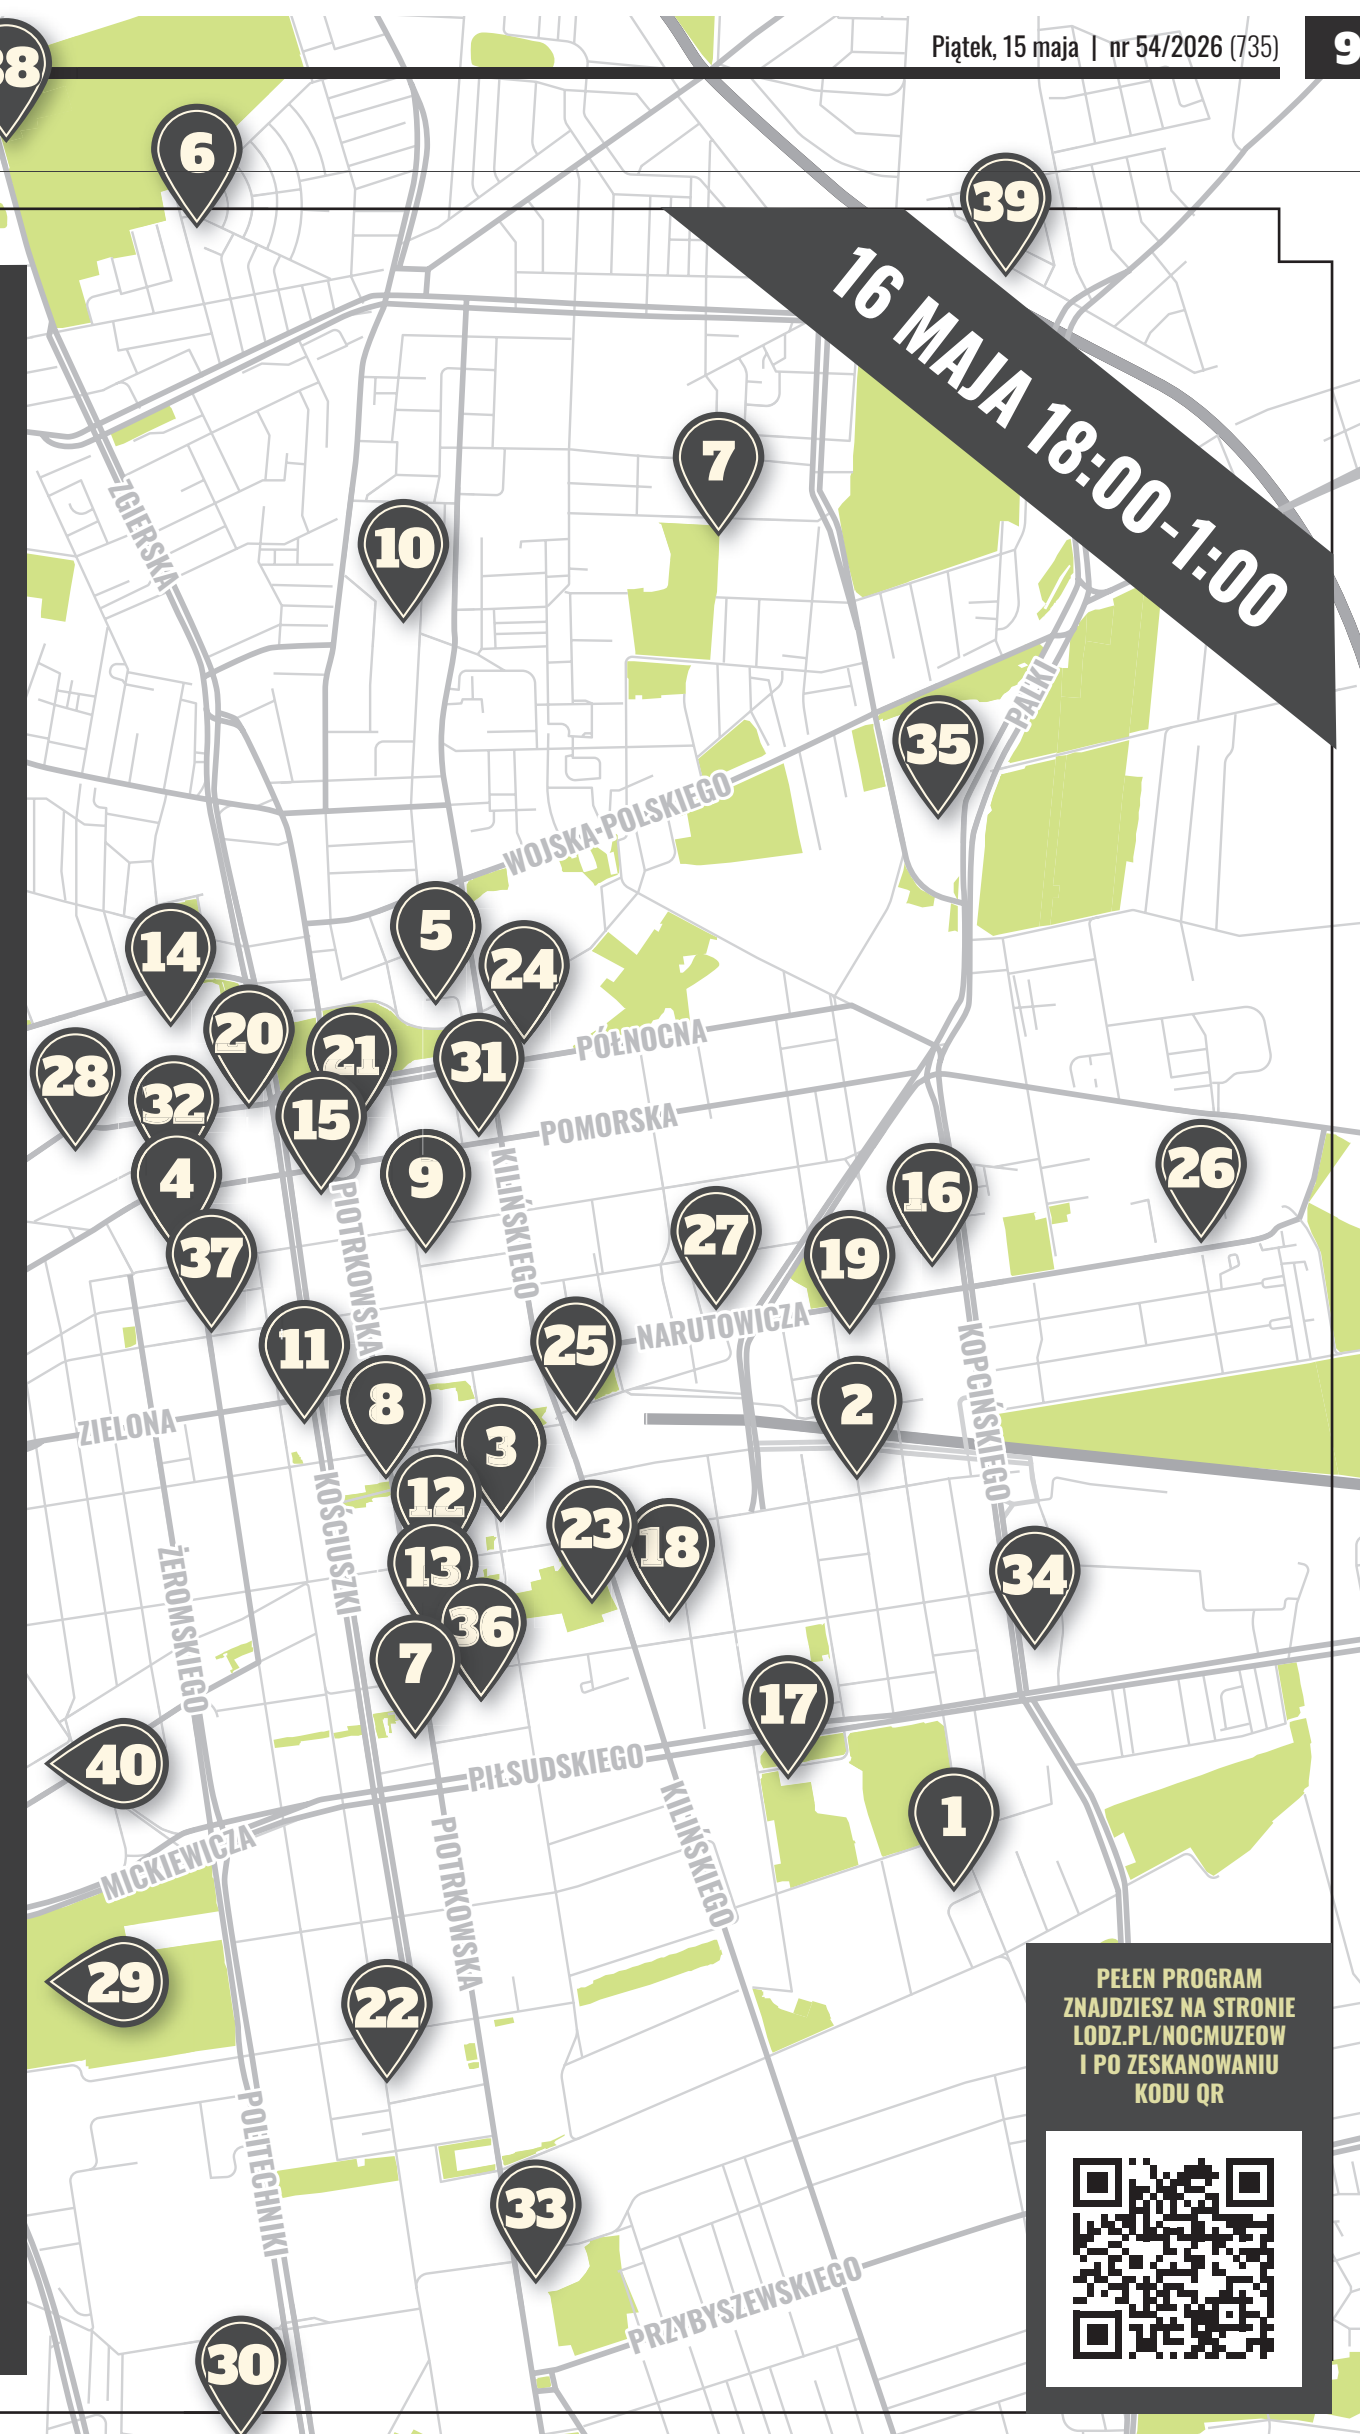 Piątek, 15 maja | nr 54/2026 (735)
9
38
6
39
16 MAJA 18:00-1:00
7
10
ZGIERSKA
PALKI
35
WOJSKA-POLSKIEGO
5
14
24
20
21
31
PÓŁNOCNA
28
32
15
POMORSKA
4
9
KILIŃSKIEGO
16
26
37
PIOTRKOWSKA
27
19
11
25
NARUTOWICZA
KOPCIŃSKIEGO
8
2
ZIELONA
3
12
KOŚCIUSZKI
23
18
13
34
ŻEROMSKIEGO
36
7
17
40
PIŁSUDSKIEGO
1
MICKIEWICZA
KILIŃSKIEGO
PIOTRKOWSKA
29
22
PEŁEN PROGRAM
ZNAJDZIESZ NA STRONIE
LODZ.PL/NOCMUZEOW
I PO ZESKANOWANIU
KODU QR
POLITECHNIKI
33
PRZYBYSZEWSKIEGO
30